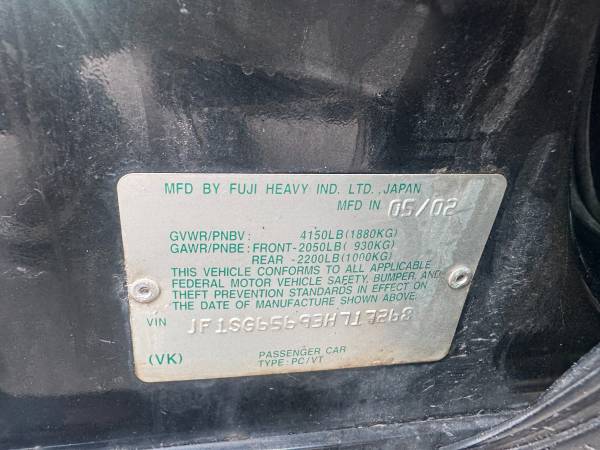 MFD BY FUJI HEAVY IND. LTD., JAPAN
MFD IN 05/02
GVWR/PNBV: 4150LB(1880KG)
GAWR/PNBE: FRONT-2050LB( 930KG)
REAR -2200LB(1000KG)
THIS VEHICLE CONFORMS TO ALL APPLICABLE
FEDERAL MOTOR VEHICLE SAFETY, BUMPER, AND
THEFT PREVENTION STANDARDS IN EFFECT ON
THE DATE OF MANUFACTURE SHOWN ABOVE.
VIN
(VK) PASSENGER CAR
TYPE:PC/VT